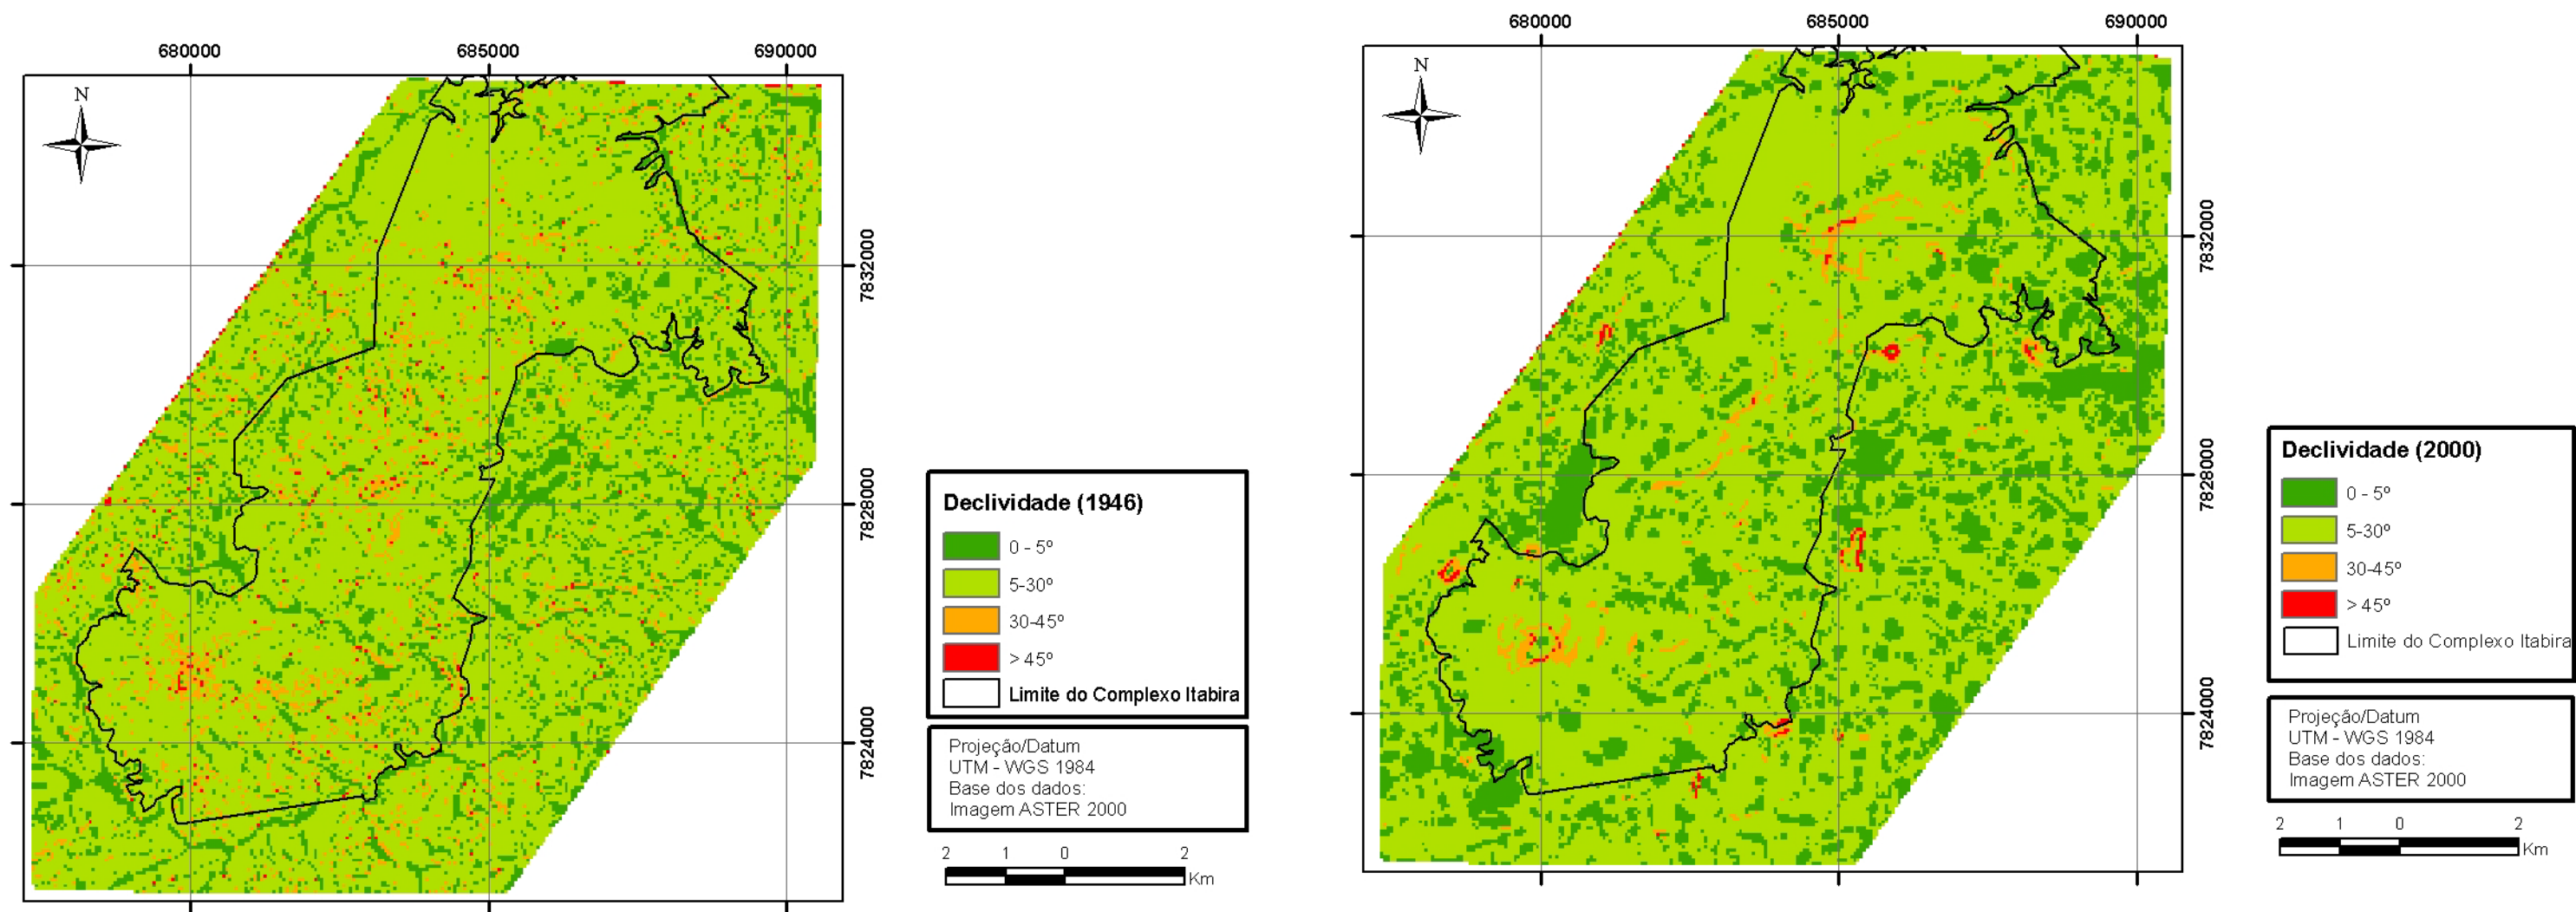 680000 685000 690000
N
7832000
7828000
7824000
Declividade (1946)
0 - 5º
5-30º
30-45º
> 45º
Limite do Complexo Itabira
Projeção/Datum
UTM - WGS 1984
Base dos dados:
Imagem ASTER 2000
2 1 0 2
Km
680000 685000 690000
N
7832000
7828000
7824000
Declividade (2000)
0 - 5º
5-30º
30-45º
> 45º
Limite do Complexo Itabira
Projeção/Datum
UTM - WGS 1984
Base dos dados:
Imagem ASTER 2000
2 1 0 2
Km